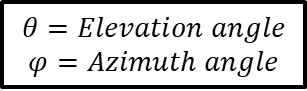 θ = Elevation angle
φ = Azimuth angle